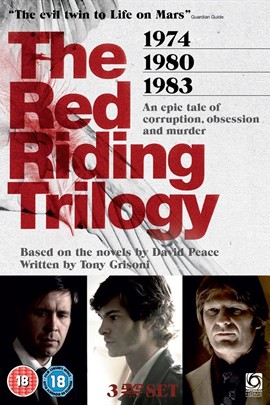 "The evil twin to Life on Mars" Guardian Guide
The
Red
Riding
Trilogy
1974
1980
1983
An epic tale of
corruption, obsession
and murder
Based on the novels by David Peace
Written by Tony Grisoni
3 SET
18
18